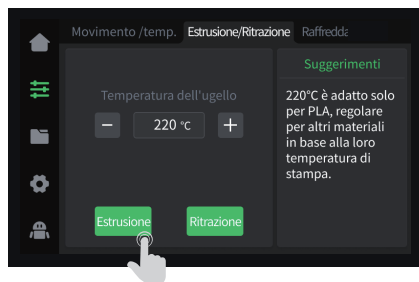 Movimento /temp. Estrusione/Ritrazione Raffredda
Temperatura dell'ugello
− 220 °C +
Estrusione Ritrazione
Suggerimenti
220°C è adatto solo
per PLA, regolare
per altri materiali
in base alla loro
temperatura di
stampa.